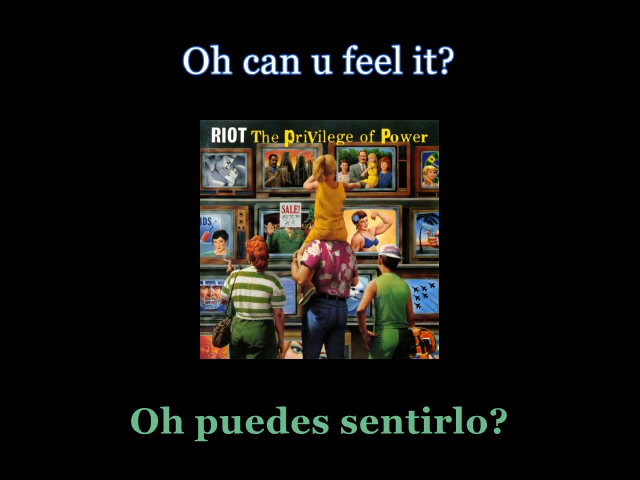 Oh can u feel it?
RIOT The Privilege of Power
SALE!
Oh puedes sentirlo?